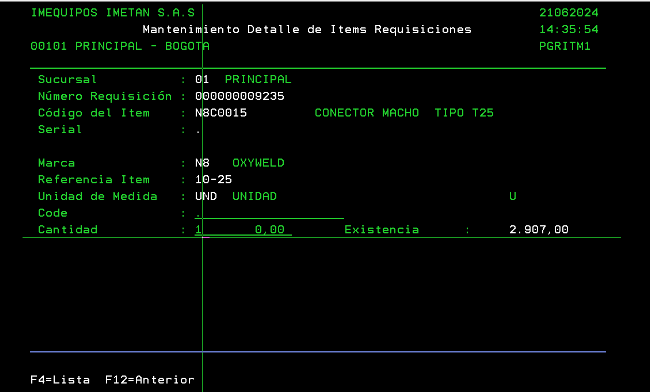 IMEQUIPOS IMETAN S.A.S 21062024
Mantenimiento Detalle de Items Requisiciones 14:35:54
00101 PRINCIPAL - BOGOTA PGRITM1
Sucursal : 01 PRINCIPAL
Número Requisición : 000000009235
Código del Item : N8C0015 CONECTOR MACHO TIPO T25
Serial : .
Marca : N8 OXYWELD
Referencia Item : 10-25
Unidad de Medida : UND UNIDAD U
Code : .
Cantidad : 1 0,00 Existencia : 2.907,00
F4=Lista F12=Anterior